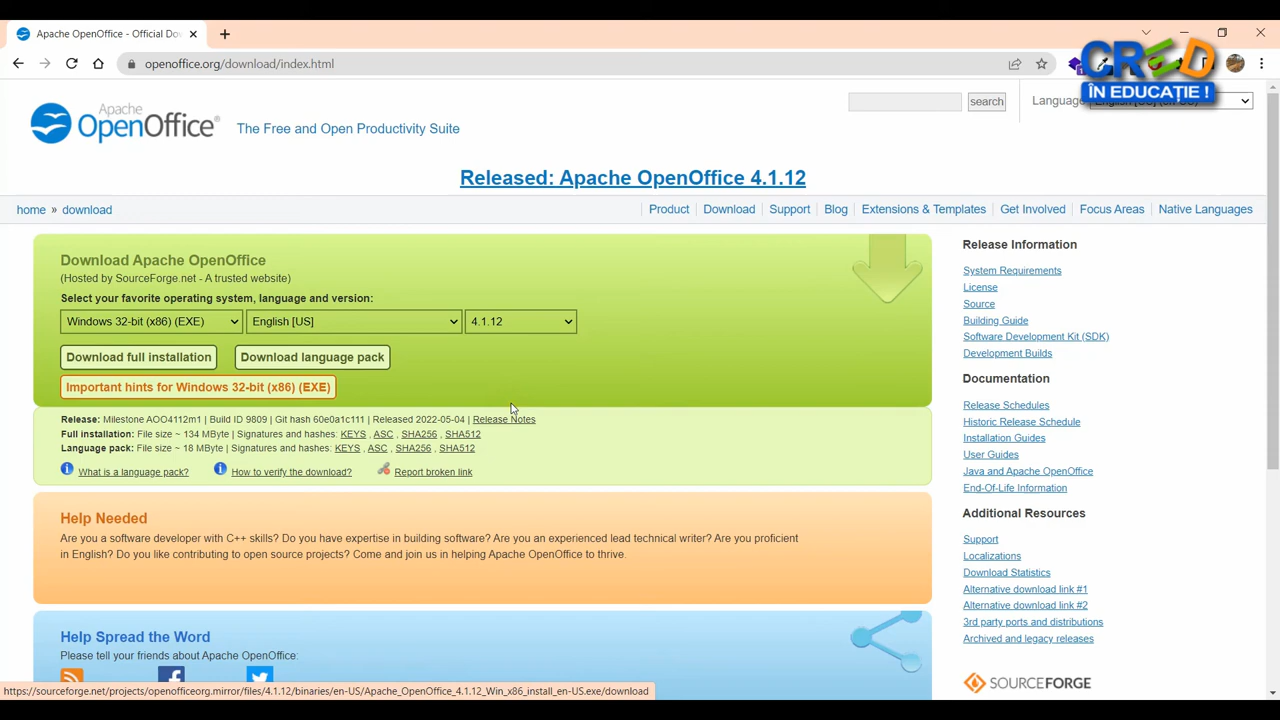 Apache OpenOffice - Official Do
openoffice.org/download/index.html
CRED
ÎN EDUCAȚIE !
Apache
OpenOffice
The Free and Open Productivity Suite
search
Language
Released: Apache OpenOffice 4.1.12
home » download
Product Download Support Blog Extensions & Templates Get Involved Focus Areas Native Languages
Download Apache OpenOffice
(Hosted by SourceForge.net - A trusted website)
Select your favorite operating system, language and version:
Windows 32-bit (x86) (EXE) English [US] 4.1.12
Download full installation Download language pack
Important hints for Windows 32-bit (x86) (EXE)
Release: Milestone AOO4112m1 | Build ID 9809 | Git hash 60e0a1c111 | Released 2022-05-04 | Release Notes
Full installation: File size ~ 134 MByte | Signatures and hashes: KEYS , ASC , SHA256 , SHA512
Language pack: File size ~ 18 MByte | Signatures and hashes: KEYS , ASC , SHA256 , SHA512
What is a language pack? How to verify the download? Report broken link
Help Needed
Are you a software developer with C++ skills? Do you have expertise in building software? Are you an experienced lead technical writer? Are you proficient
in English? Do you like contributing to open source projects? Come and join us in helping Apache OpenOffice to thrive.
Help Spread the Word
Please tell your friends about Apache OpenOffice:
Release Information
System Requirements
License
Source
Building Guide
Software Development Kit (SDK)
Development Builds
Documentation
Release Schedules
Historic Release Schedule
Installation Guides
User Guides
Java and Apache OpenOffice
End-Of-Life Information
Additional Resources
Support
Localizations
Download Statistics
Alternative download link #1
Alternative download link #2
3rd party ports and distributions
Archived and legacy releases
SOURCEFORGE
https://sourceforge.net/projects/openofficeorg.mirror/files/4.1.12/binaries/en-US/Apache_OpenOffice_4.1.12_Win_x86_install_en-US.exe/download